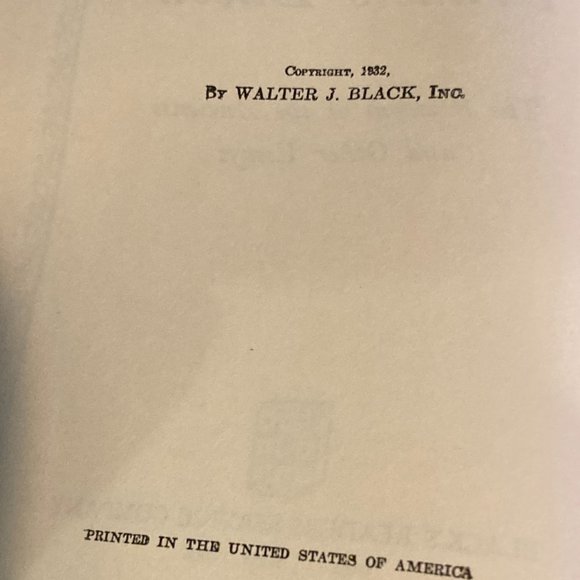 COPYRIGHT, 1932,
BY WALTER J. BLACK, INC.
PRINTED IN THE UNITED STATES OF AMERICA